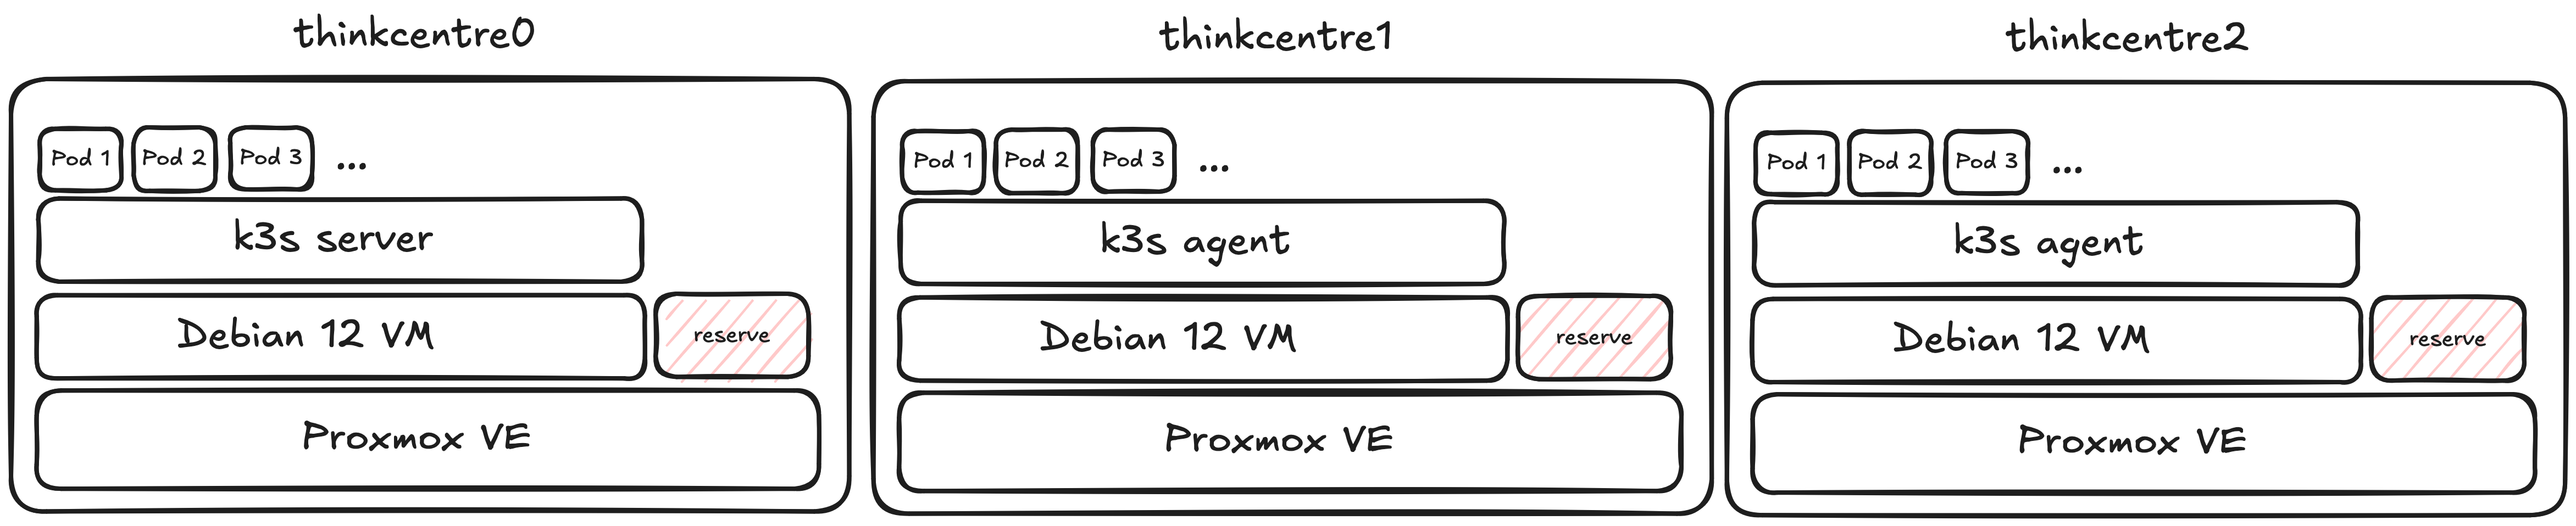 thinkcentre0
Pod 1 Pod 2 Pod 3 ...
k3s server
Debian 12 VM reserve
Proxmox VE
thinkcentre1
Pod 1 Pod 2 Pod 3 ...
k3s agent
Debian 12 VM reserve
Proxmox VE
thinkcentre2
Pod 1 Pod 2 Pod 3 ...
k3s agent
Debian 12 VM reserve
Proxmox VE